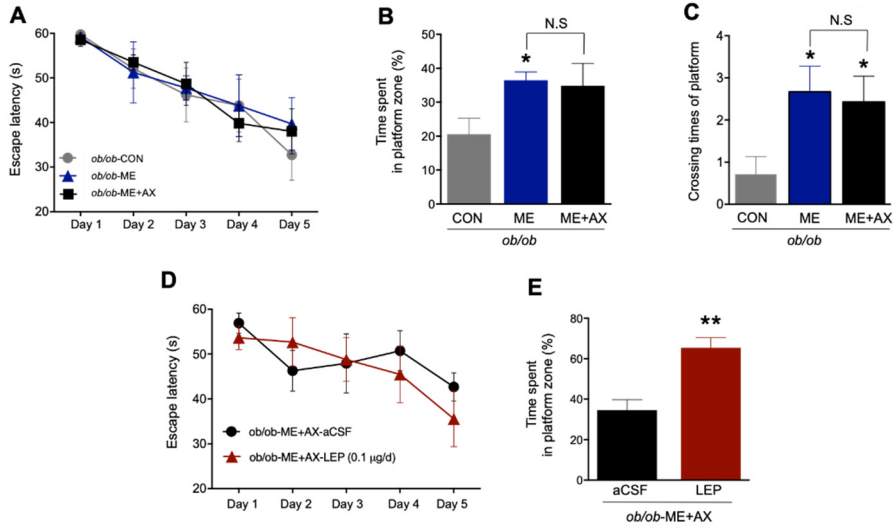 A
Escape latency (s)
60
50
40
30
20
ob/ob-CON
ob/ob-ME
ob/ob-ME+AX
Day 1 Day 2 Day 3 Day 4 Day 5
B
Time spent
in platform zone (%)
50
40
30
20
10
0
N.S
*
CON ME ME+AX
ob/ob
C
Crossing times of platform
4
3
2
1
0
N.S
* *
CON ME ME+AX
ob/ob
D
Escape latency (s)
60
50
40
30
20
ob/ob-ME+AX-aCSF
ob/ob-ME+AX-LEP (0.1 μg/d)
Day 1 Day 2 Day 3 Day 4 Day 5
E
Time spent
in platform zone (%)
80
60
40
20
0
**
aCSF LEP
ob/ob-ME+AX